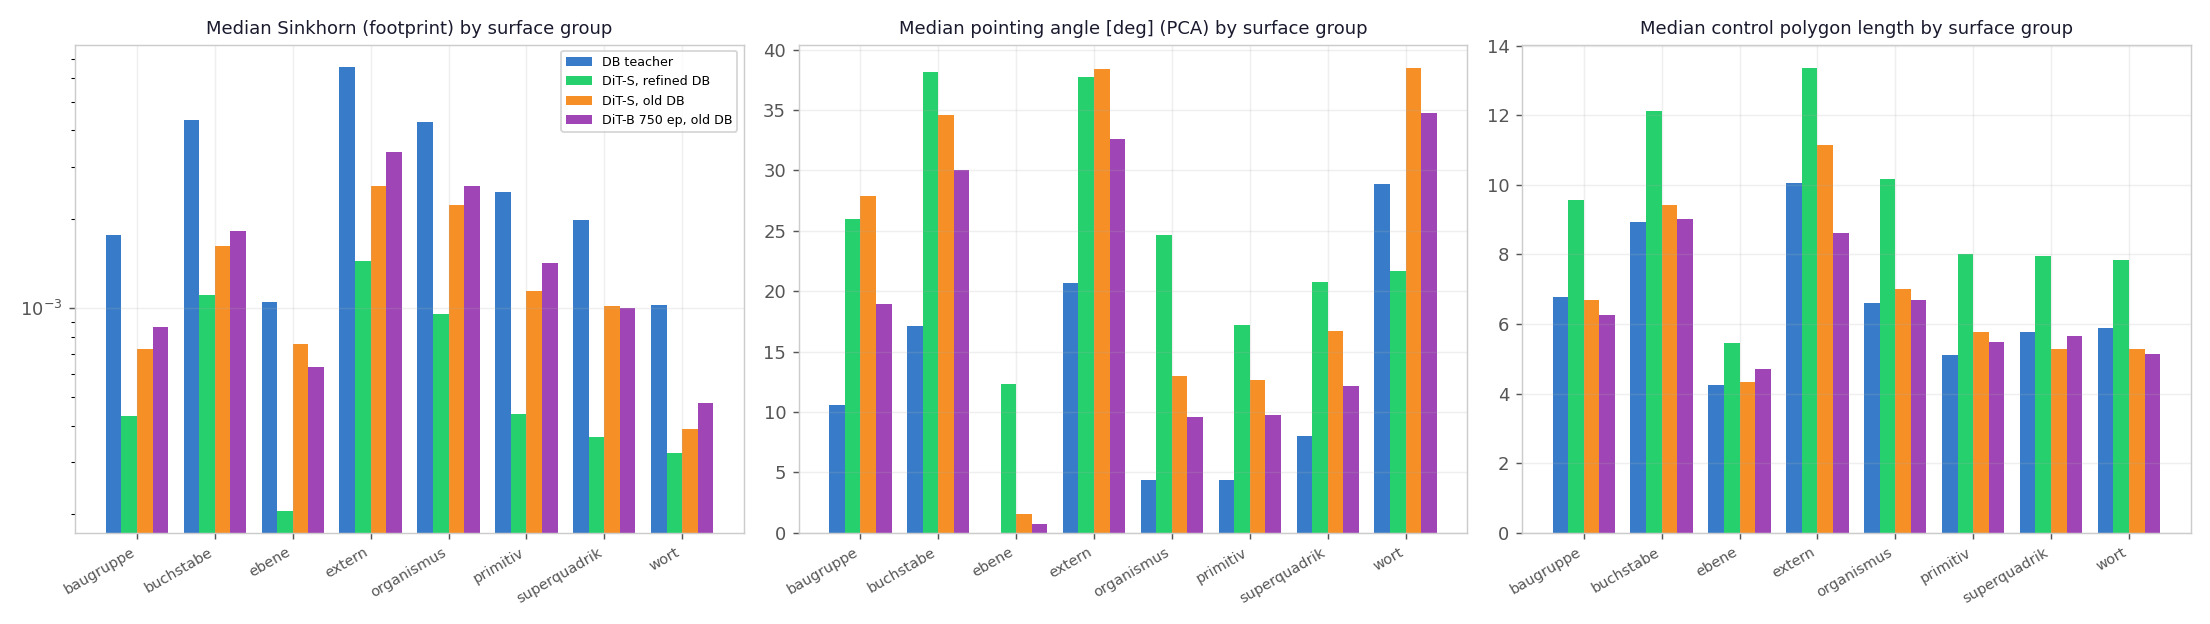 Median Sinkhorn (footprint) by surface group
DB teacher
DiT-S, refined DB
DiT-S, old DB
DiT-B 750 ep, old DB
10⁻³
baugruppe
buchstabe
ebene
extern
organismus
primitiv
superquadrik
wort
Median pointing angle [deg] (PCA) by surface group
40
35
30
25
20
15
10
5
0
baugruppe
buchstabe
ebene
extern
organismus
primitiv
superquadrik
wort
Median control polygon length by surface group
14
12
10
8
6
4
2
0
baugruppe
buchstabe
ebene
extern
organismus
primitiv
superquadrik
wort